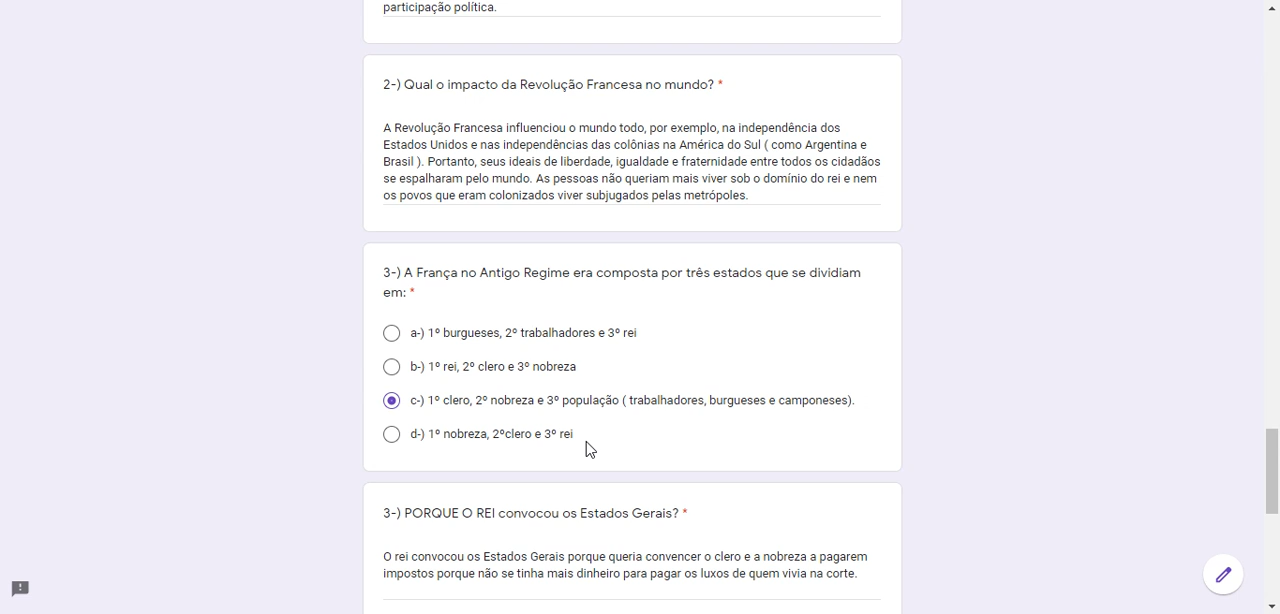 participação política.
2-) Qual o impacto da Revolução Francesa no mundo? *
A Revolução Francesa influenciou o mundo todo, por exemplo, na independência dos
Estados Unidos e nas independências das colônias na América do Sul ( como Argentina e
Brasil ). Portanto, seus ideais de liberdade, igualdade e fraternidade entre todos os cidadãos
se espalharam pelo mundo. As pessoas não queriam mais viver sob o domínio do rei e nem
os povos que eram colonizados viver subjugados pelas metrópoles.
3-) A França no Antigo Regime era composta por três estados que se dividiam
em: *
a-) 1º burgueses, 2º trabalhadores e 3º rei
b-) 1º rei, 2º clero e 3º nobreza
c-) 1º clero, 2º nobreza e 3º população ( trabalhadores, burgueses e camponeses).
d-) 1º nobreza, 2ºclero e 3º rei
3-) PORQUE O REI convocou os Estados Gerais? *
O rei convocou os Estados Gerais porque queria convencer o clero e a nobreza a pagarem
impostos porque não se tinha mais dinheiro para pagar os luxos de quem vivia na corte.